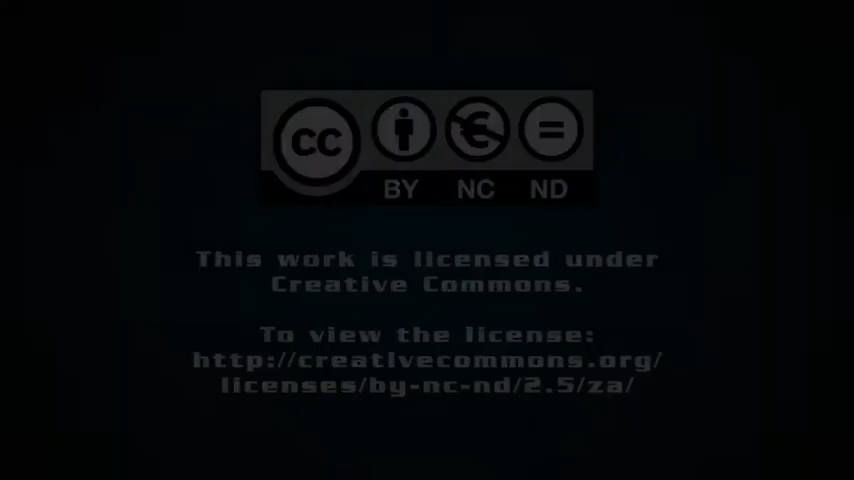 CC
BY NC ND
This work is licensed under
Creative Commons.
To view the license:
http://creativecommons.org/
licenses/by-nc-nd/2.5/za/